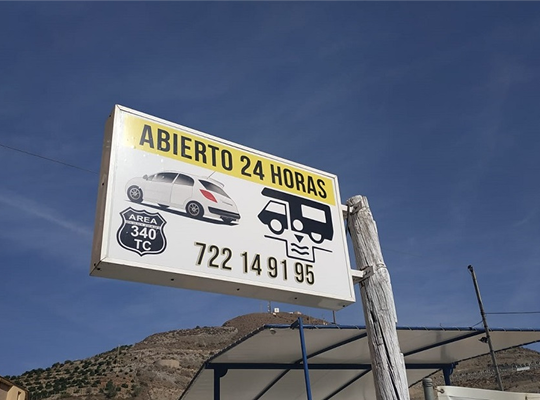 ABIERTO 24 HORAS
AREA
340
TC
722 14 91 95